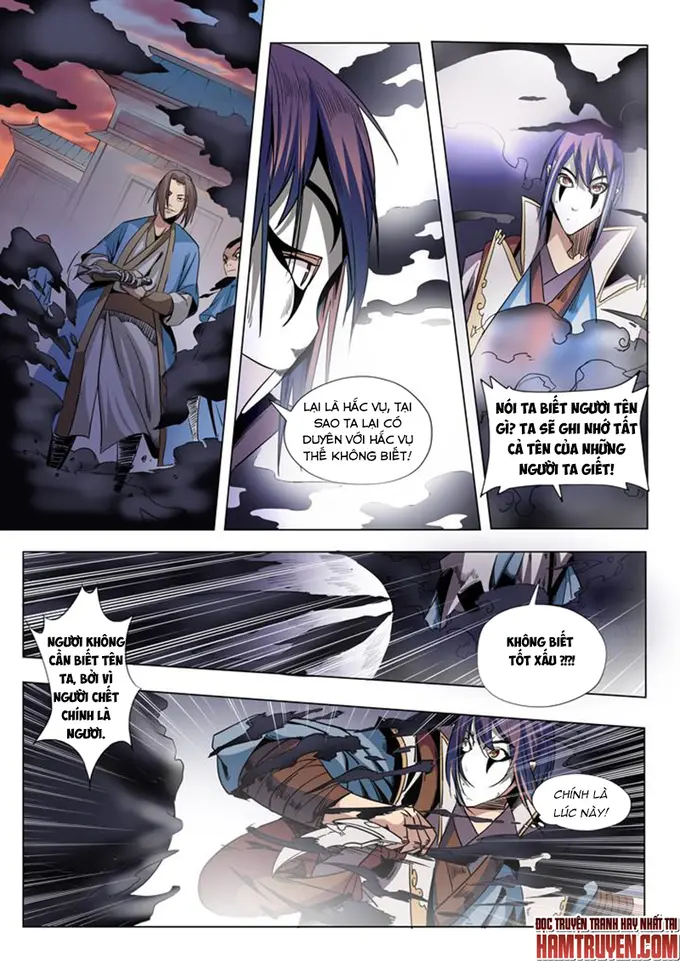 LẠI LÀ HẮC VỤ, TẠI
SAO TA LẠI CÓ
DUYÊN VỚI HẮC VỤ
THẾ KHÔNG BIẾT!
NÓI TA BIẾT NGƯƠI TÊN
GÌ? TA SẼ GHI NHỚ TẤT
CẢ TÊN CỦA NHỮNG
NGƯỜI TA GIẾT!
NGƯƠI KHÔNG
CẦN BIẾT TÊN
TA, BỞI VÌ
NGƯỜI CHẾT
CHÍNH LÀ
NGƯƠI.
KHÔNG BIẾT
TỐT XẤU ?!?!
CHÍNH LÀ
LÚC NÀY!
ĐỌC TRUYỆN TRANH HAY NHẤT TẠI
HAMTRUYEN.COM